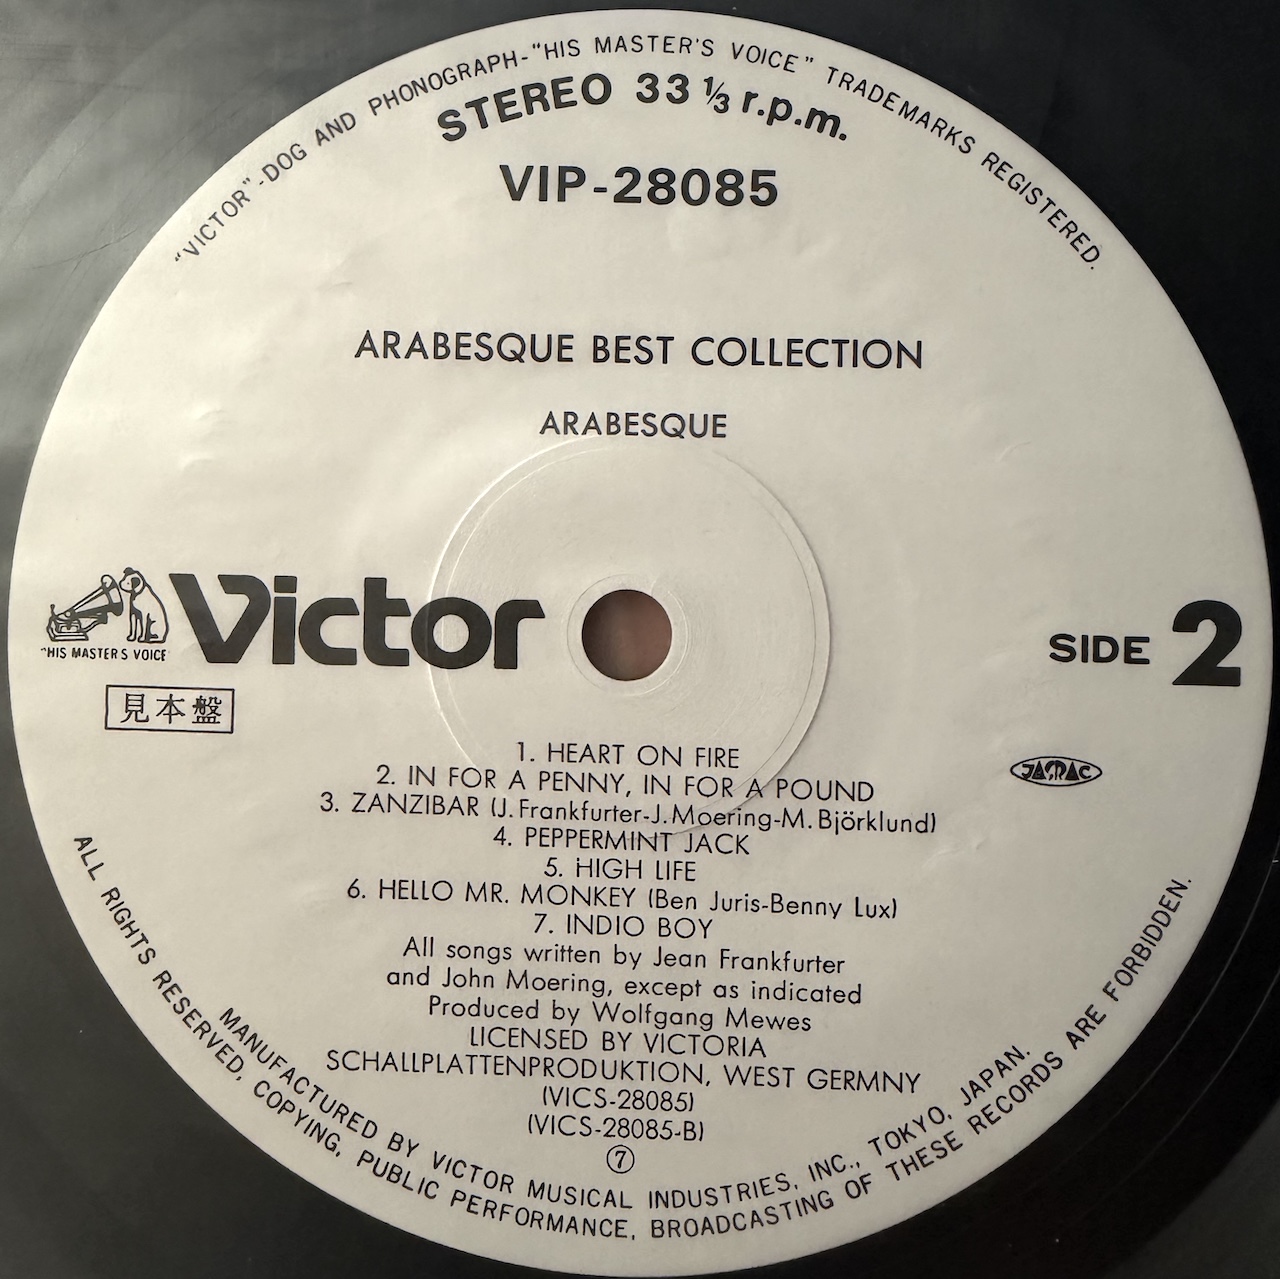 "VICTOR"-DOG AND PHONOGRAPH-"HIS MASTER'S VOICE" TRADEMARKS REGISTERED.
STEREO 33 ⅓ r.p.m.
VIP-28085
ARABESQUE BEST COLLECTION
ARABESQUE
Victor
"HIS MASTER'S VOICE"
見本盤
SIDE 2
JASRAC
1. HEART ON FIRE
2. IN FOR A PENNY, IN FOR A POUND
3. ZANZIBAR (J.Frankfurter-J.Moering-M.Björklund)
4. PEPPERMINT JACK
5. HIGH LIFE
6. HELLO MR. MONKEY (Ben Juris-Benny Lux)
7. INDIO BOY
All songs written by Jean Frankfurter
and John Moering, except as indicated
Produced by Wolfgang Mewes
LICENSED BY VICTORIA
SCHALLPLATTENPRODUKTION, WEST GERMNY
(VICS-28085)
(VICS-28085-B)
⑦
MANUFACTURED BY VICTOR MUSICAL INDUSTRIES, INC., TOKYO, JAPAN.
ALL RIGHTS RESERVED, COPYING, PUBLIC PERFORMANCE, BROADCASTING OF THESE RECORDS ARE FORBIDDEN.